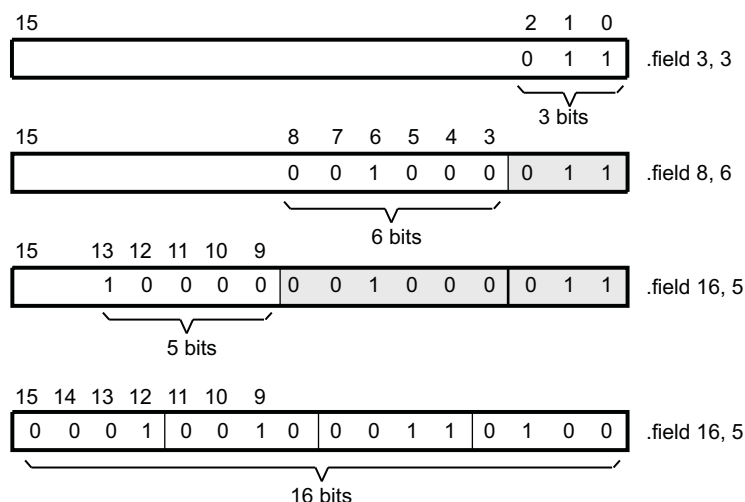 15 2 1 0
0 1 1 .field 3, 3
3 bits
15 8 7 6 5 4 3
0 0 1 0 0 0 0 1 1 .field 8, 6
6 bits
15 13 12 11 10 9
1 0 0 0 0 0 0 1 0 0 0 0 1 1 .field 16, 5
5 bits
15 14 13 12 11 10 9
0 0 0 1 0 0 1 0 0 0 1 1 0 1 0 0 .field 16, 5
16 bits